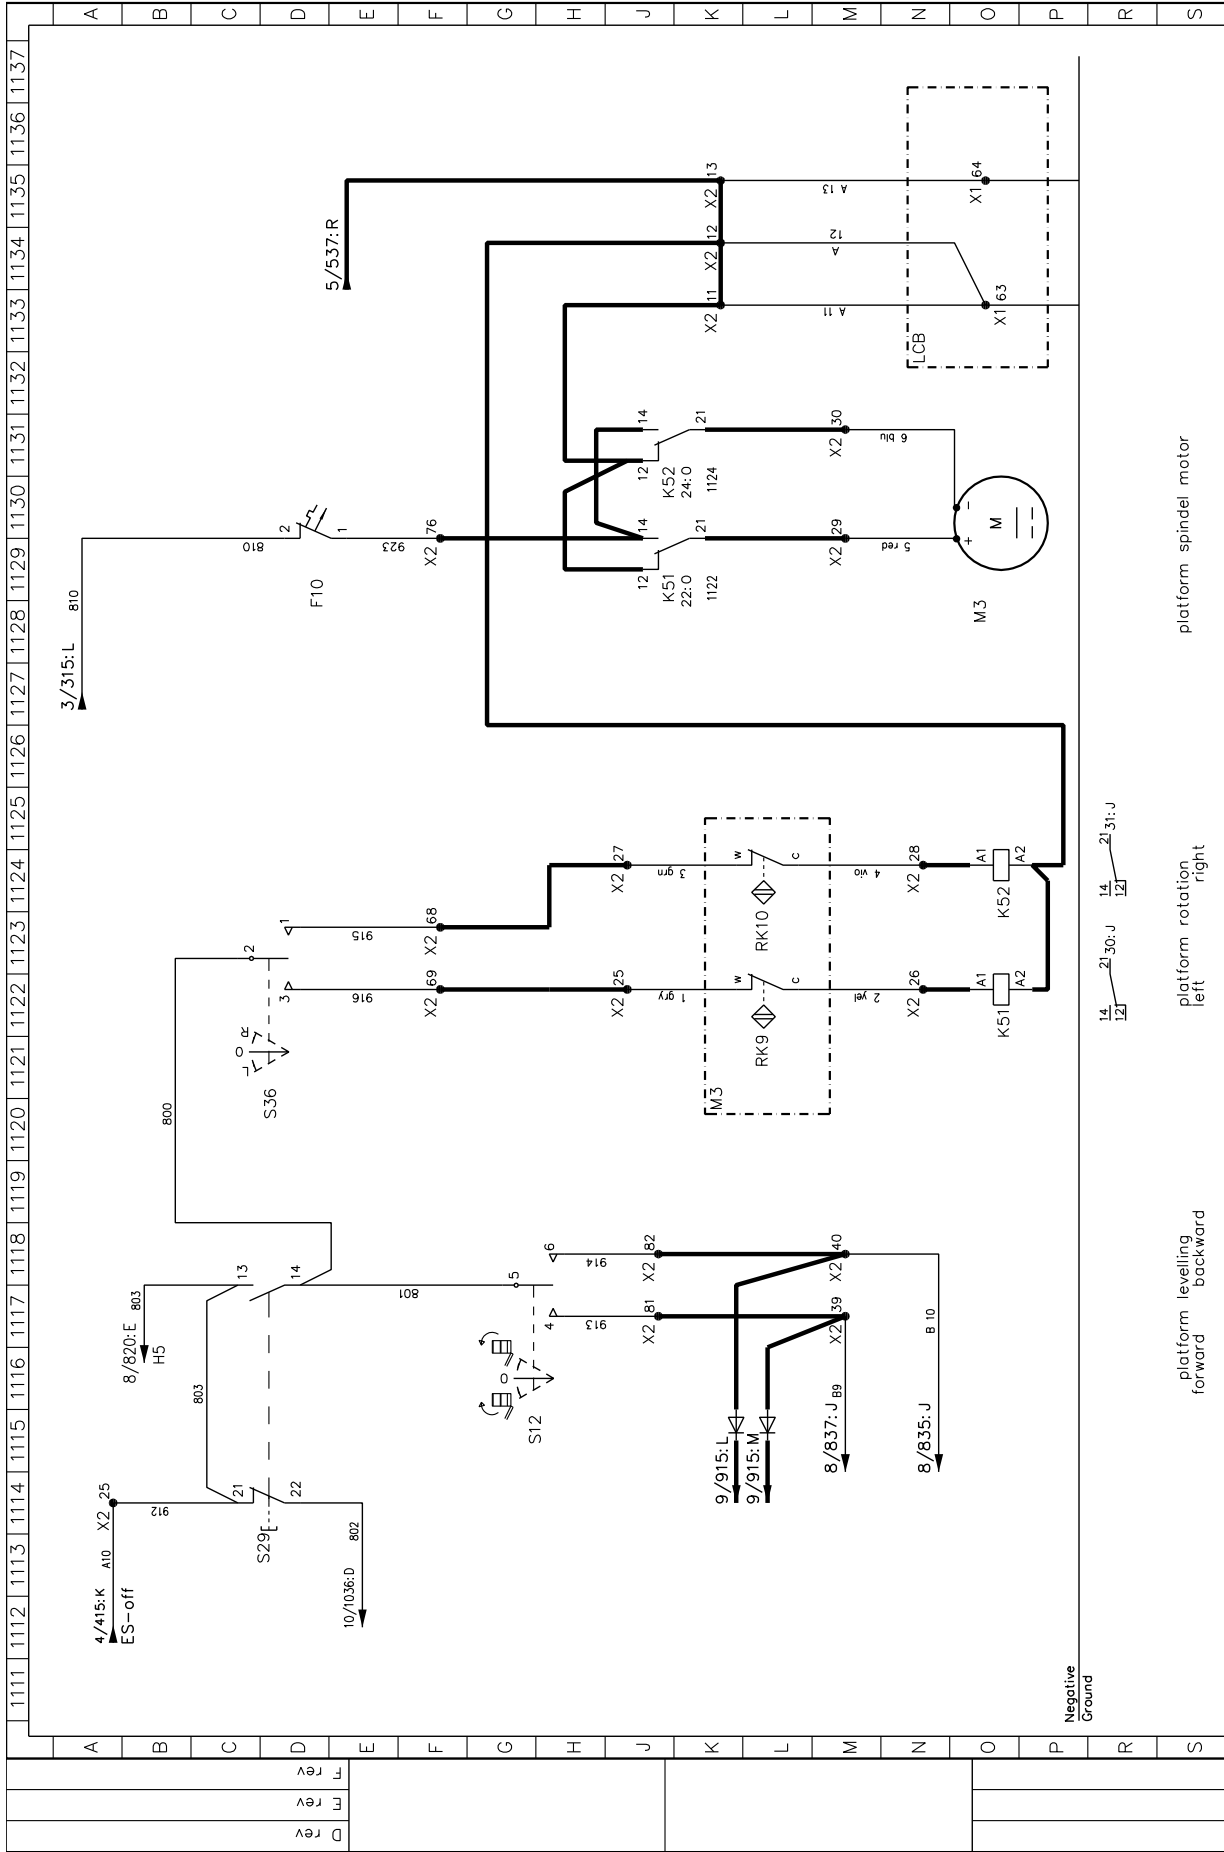 1111 1112 1113 1114 1115 1116 1117 1118 1119 1120 1121 1122 1123 1124 1125 1126 1127 1128 1129 1130 1131 1132 1133 1134 1135 1136 1137
A
B
C
D
E
F
G
H
J
K
L
M
N
O
P
R
S
A
B
C
D
E
F
G
H
J
K
L
M
N
O
P
R
S
4/415:K
A10
ES-off
X2 25
912
21
22
S29
802
10/1036:D
803
8/820:E
803
H5
13
14
800
801
S12
0
5
4
6
913
914
X2 81
X2 82
X2 39
X2 40
9/915:L
9/915:M
8/837:J
B9
8/835:J
B 10
S36
L
0
R
2
3
1
916
915
X2 69
X2 68
X2 25
X2 27
1 gry
3 grn
M3
RK9
w
c
RK10
w
c
2 yel
4 vio
X2 26
X2 28
K51
A1
A2
K52
A1
A2
14
12
21
30:J
14
12
21
31:J
3/315:L
810
810
F10
2
1
923
X2 76
12
14
K51
22:0
1122
21
12
14
K52
24:0
1124
21
X2 29
X2 30
5 red
6 blu
M3
+
-
M
5/537:R
X2 11
X2 12
X2 13
A 11
A
12
A 13
LCB
X1 63
X1 64
Negative
Ground
platform levelling
forward backward
platform rotation
left right
platform spindel motor
D rev
E rev
F rev